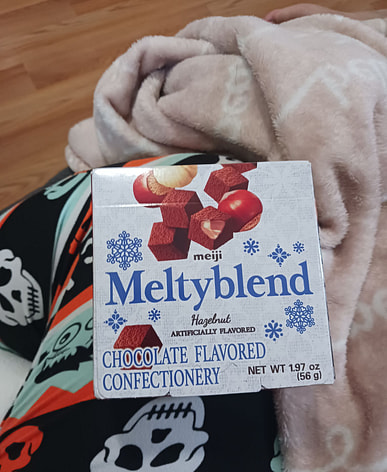 meiji
Meltyblend
Hazelnut
ARTIFICIALLY FLAVORED
CHOCOLATE FLAVORED
CONFECTIONERY
NET WT 1.97 oz
(56 g)